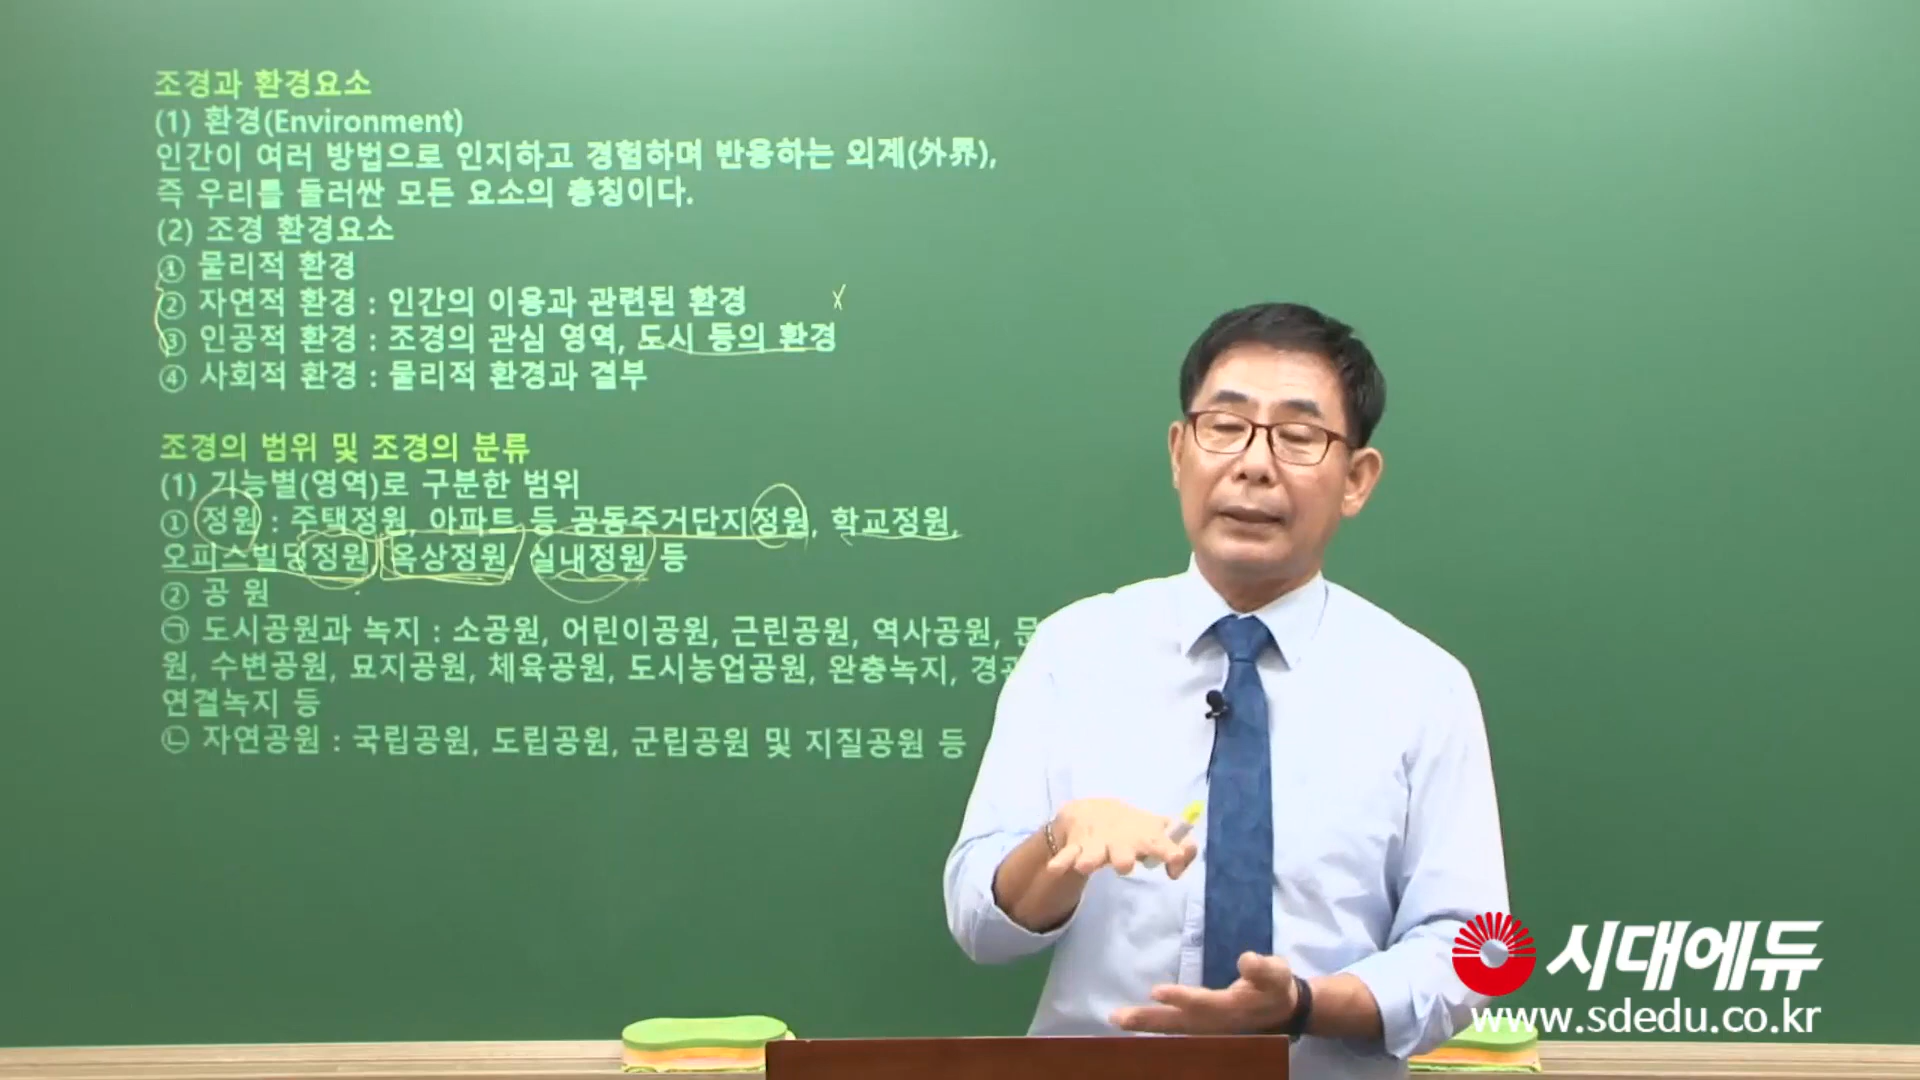 조경과 환경요소
(1) 환경(Environment)
인간이 여러 방법으로 인지하고 경험하며 반응하는 외계(外界),
즉 우리를 둘러싼 모든 요소의 총칭이다.
(2) 조경 환경요소
① 물리적 환경
② 자연적 환경 : 인간의 이용과 관련된 환경 x
③ 인공적 환경 : 조경의 관심 영역, 도시 등의 환경
④ 사회적 환경 : 물리적 환경과 결부
조경의 범위 및 조경의 분류
(1) 기능별(영역)로 구분한 범위
① 정원 : 주택정원, 아파트 등 공동주거단지정원, 학교정원,
오피스빌딩정원, 옥상정원, 실내정원 등
② 공 원
㉠ 도시공원과 녹지 : 소공원, 어린이공원, 근린공원, 역사공원,
원, 수변공원, 묘지공원, 체육공원, 도시농업공원, 완충녹지,
연결녹지 등
㉡ 자연공원 : 국립공원, 도립공원, 군립공원 및 지질공원 등
시대에듀
www.sdedu.co.kr